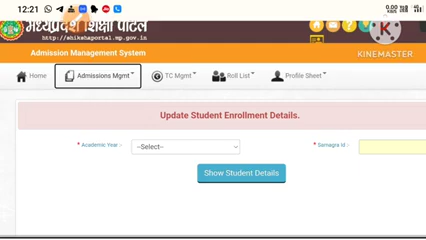 12:21
मध्यप्रदेश शिक्षा पोर्टल
http://shikshaportal.mp.gov.in
Admission Management System
KINEMASTER
Home Admissions Mgmt TC Mgmt Roll List Profile Sheet
Update Student Enrollment Details.
* Academic Year :- --Select-- * Samagra Id :-
Show Student Details